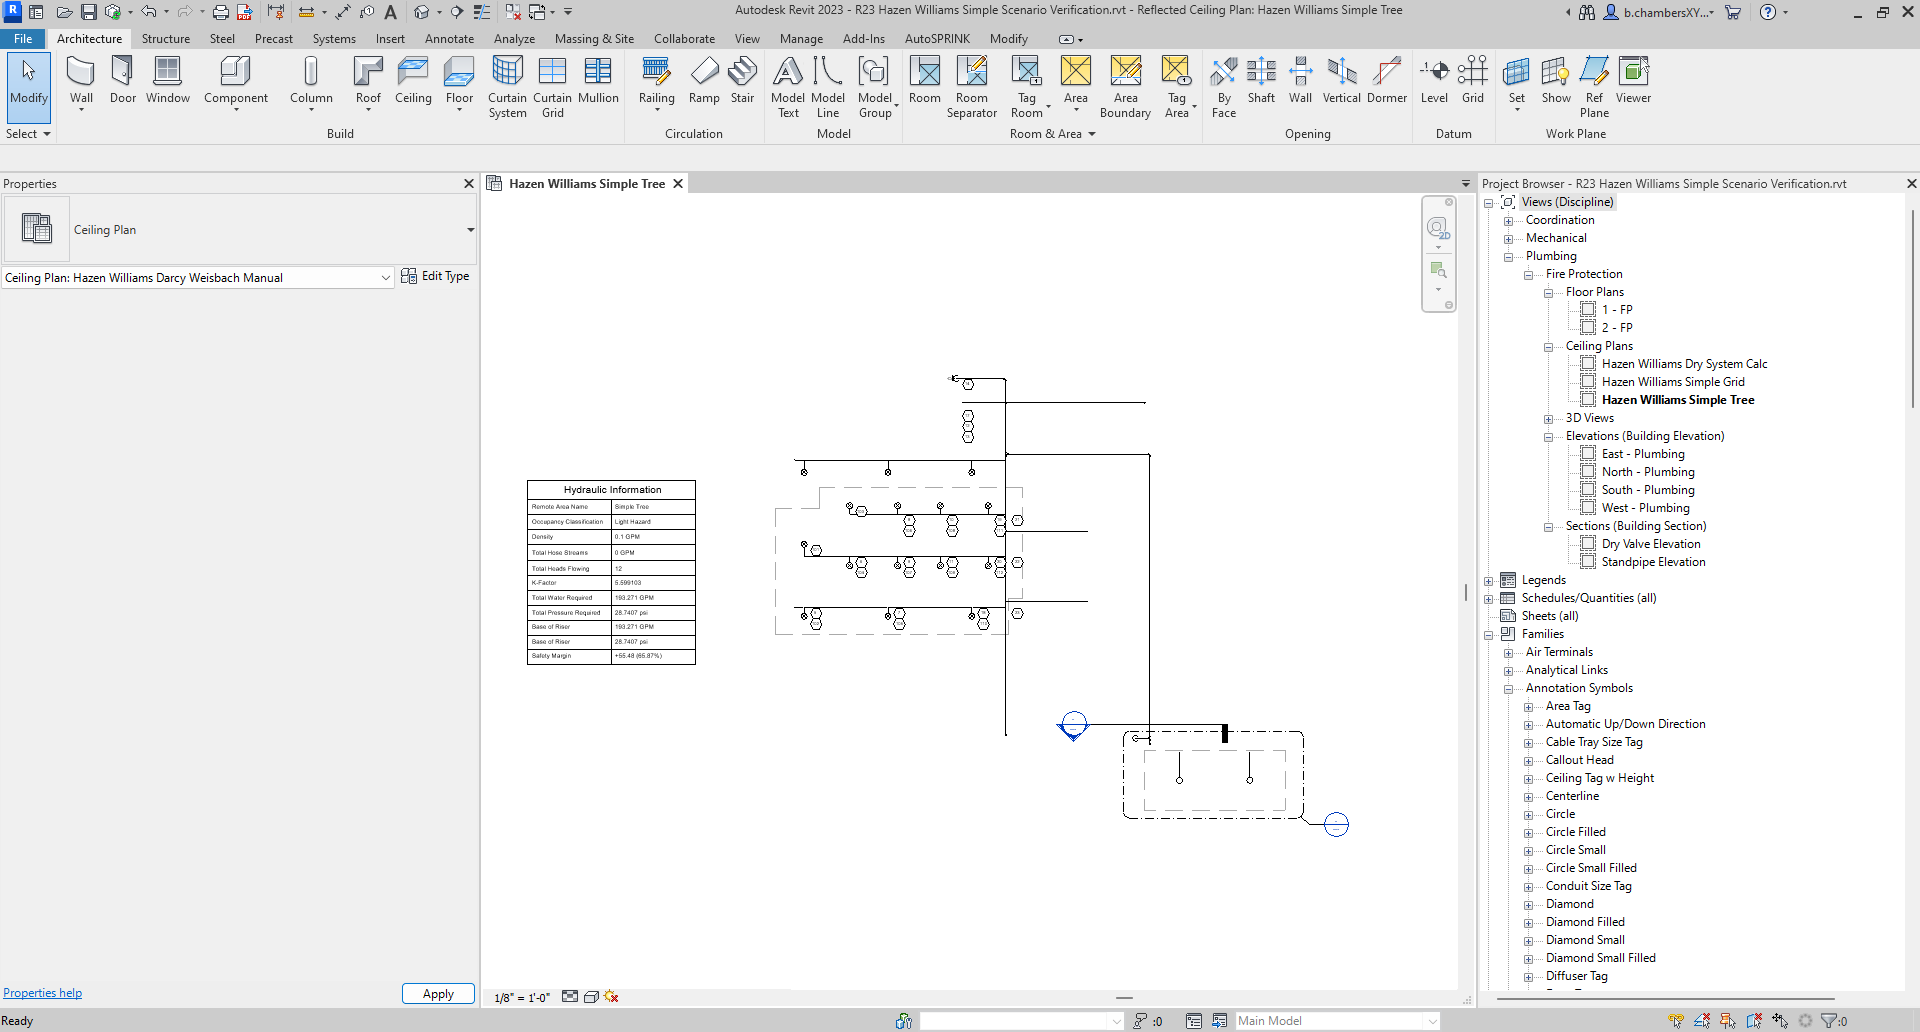 Autodesk Revit 2023 - R23 Hazen Williams Simple Scenario Verification.rvt - Reflected Ceiling Plan: Hazen Williams Simple Tree
b.chambersXY...
File Architecture Structure Steel Precast Systems Insert Annotate Analyze Massing & Site Collaborate View Manage Add-Ins AutoSPRINK Modify
Modify Wall Door Window Component Column Roof Ceiling Floor Curtain System Curtain Grid Mullion Railing Ramp Stair Model Text Model Line Model Group Room Room Separator Tag Room Area Area Boundary Tag Area By Face Shaft Wall Vertical Dormer Level Grid Set Show Ref Plane Viewer
Select Build Circulation Model Room & Area Opening Datum Work Plane
Properties
Ceiling Plan
Ceiling Plan: Hazen Williams Darcy Weisbach Manual
Edit Type
Properties help
Apply
Hazen Williams Simple Tree
2D
Hydraulic Information
Remote Area Name Simple Tree
Occupancy Classification Light Hazard
Density 0.1 GPM
Total Hose Streams 0 GPM
Total Heads Flowing 12
K-Factor 5.599103
Total Water Required 193.271 GPM
Total Pressure Required 28.7407 psi
Base of Riser 193.271 GPM
Base of Riser 28.7407 psi
Safety Margin +55.48 (65.87%)
1/8" = 1'-0"
Project Browser - R23 Hazen Williams Simple Scenario Verification.rvt
Views (Discipline)
Coordination
Mechanical
Plumbing
Fire Protection
Floor Plans
1 - FP
2 - FP
Ceiling Plans
Hazen Williams Dry System Calc
Hazen Williams Simple Grid
Hazen Williams Simple Tree
3D Views
Elevations (Building Elevation)
East - Plumbing
North - Plumbing
South - Plumbing
West - Plumbing
Sections (Building Section)
Dry Valve Elevation
Standpipe Elevation
Legends
Schedules/Quantities (all)
Sheets (all)
Families
Air Terminals
Analytical Links
Annotation Symbols
Area Tag
Automatic Up/Down Direction
Cable Tray Size Tag
Callout Head
Ceiling Tag w Height
Centerline
Circle
Circle Filled
Circle Small
Circle Small Filled
Conduit Size Tag
Diamond
Diamond Filled
Diamond Small
Diamond Small Filled
Diffuser Tag
Ready
:0
Main Model
:0